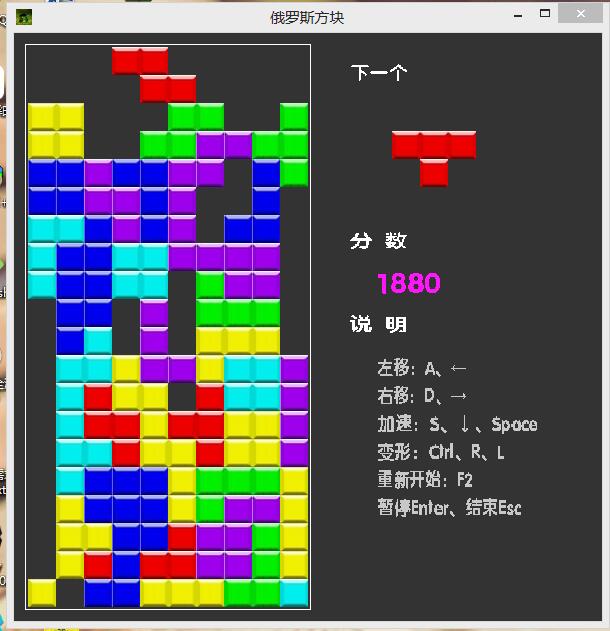 俄罗斯方块
下一个
分 数
1880
说 明
左移：A、←
右移：D、→
加速：S、↓、Space
变形：Ctrl、R、L
重新开始：F2
暂停Enter、结束Esc